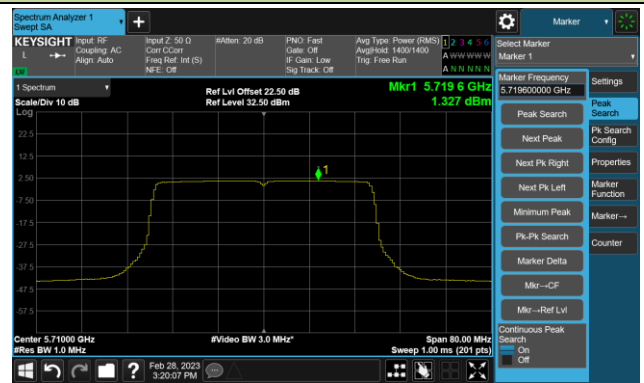 Spectrum Analyzer 1
Swept SA
Marker
KEYSIGHT
L
LW
Input: RF
Coupling: AC
Align: Auto
Input Z: 50 Ω
Corr CCorr
Freq Ref: Int (S)
NFE: Off
#Atten: 20 dB
PNO: Fast
Gate: Off
IF Gain: Low
Sig Track: Off
Avg Type: Power (RMS)
Avg|Hold: 1400/1400
Trig: Free Run
1 2 3 4 5 6
A W W W W W
A N N N N N
Select Marker
Marker 1
1 Spectrum
Scale/Div 10 dB
Log
Ref Lvl Offset 22.50 dB
Ref Level 32.50 dBm
Mkr1 5.719 6 GHz
1.327 dBm
22.5
12.5
2.50
-7.50
-17.5
-27.5
-37.5
-47.5
-57.5
1
Center 5.71000 GHz
#Res BW 1.0 MHz
#Video BW 3.0 MHz*
Span 80.00 MHz
Sweep 1.00 ms (201 pts)
Marker Frequency
5.719600000 GHz
Peak Search
Next Peak
Next Pk Right
Next Pk Left
Minimum Peak
Pk-Pk Search
Marker Delta
Mkr→CF
Mkr→Ref Lvl
Continuous Peak
Search
On
Off
Settings
Peak
Search
Pk Search
Config
Properties
Marker
Function
Marker→
Counter
?
Feb 28, 2023
3:20:07 PM